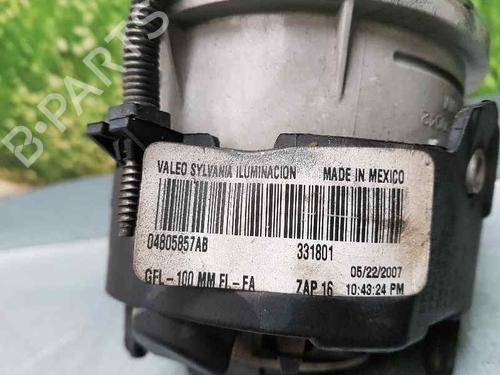 B-PARTS
VALEO SYLVANIA ILUMINACION MADE IN MEXICO
04805857AB 331801
05/22/2007
GFL-100 MM FL-FA 7AP 16 10:43:24 PM